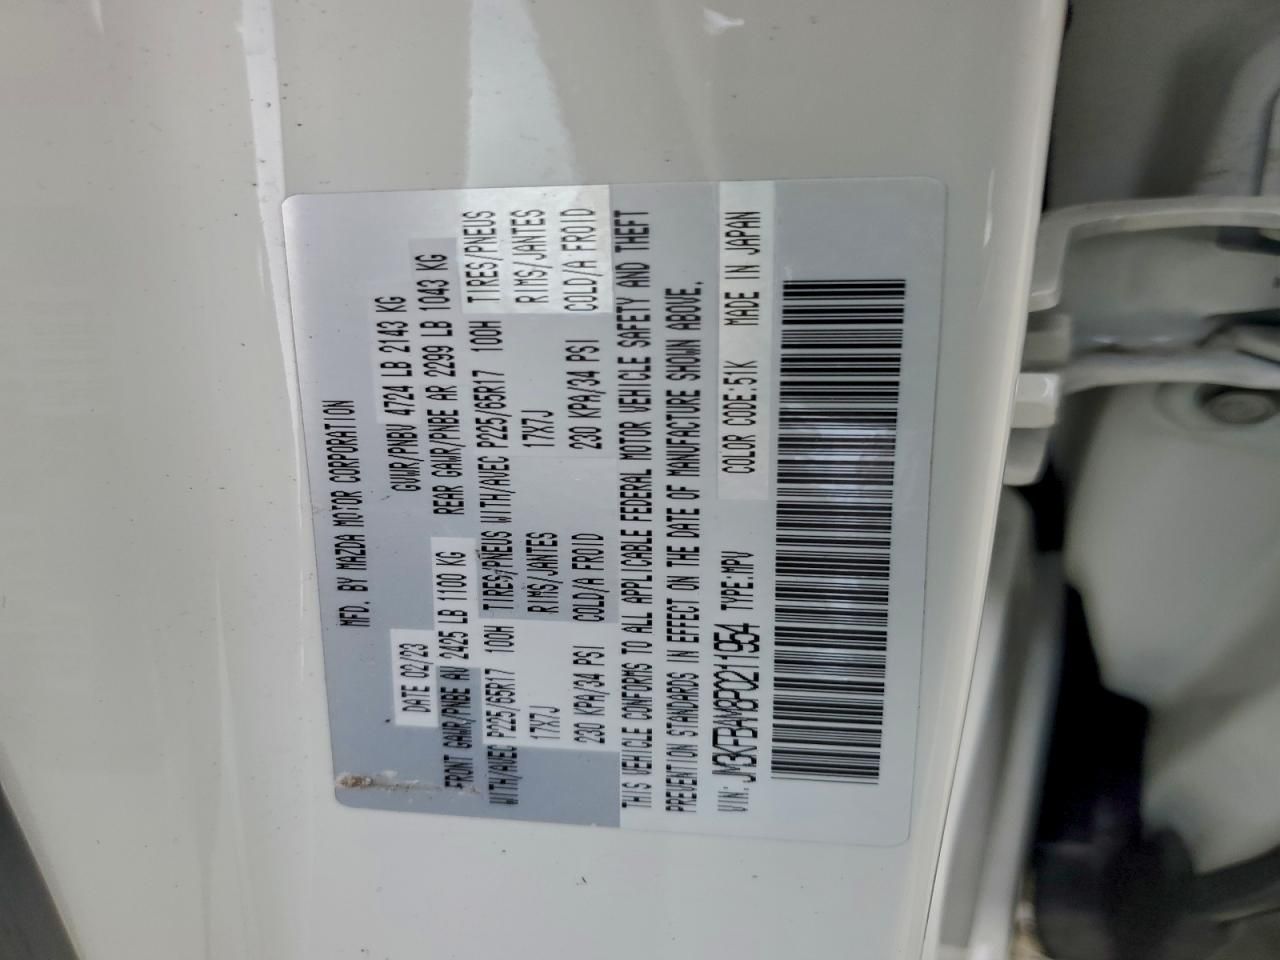 MFD. BY MAZDA MOTOR CORPORATION
DATE 02/23 GVWR/PNBV 4724 LB 2143 KG
FRONT GAWR/PNBE AV 2425 LB 1100 KG REAR GAWR/PNBE AR 2299 LB 1043 KG
WITH/AVEC P225/65R17 100H TIRES/PNEUS WITH/AVEC P225/65R17 100H TIRES/PNEUS
17X7J RIMS/JANTES 17X7J RIMS/JANTES
230 KPA/34 PSI COLD/A FROID 230 KPA/34 PSI COLD/A FROID
THIS VEHICLE CONFORMS TO ALL APPLICABLE FEDERAL MOTOR VEHICLE SAFETY AND THEFT
PREVENTION STANDARDS IN EFFECT ON THE DATE OF MANUFACTURE SHOWN ABOVE.
VIN: JM3KFBAM8P0211954 TYPE:MPV COLOR CODE:51K MADE IN JAPAN